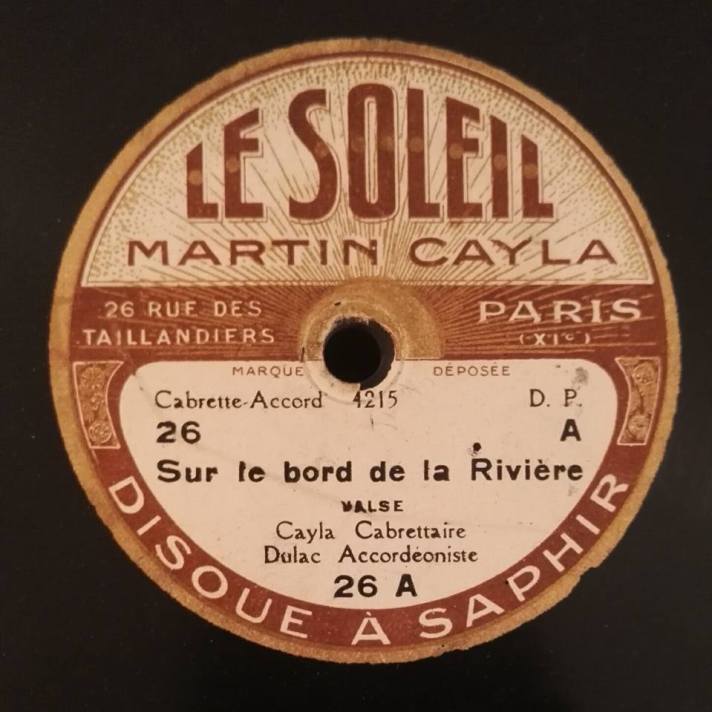 LE SOLEIL
MARTIN CAYLA
26 RUE DES
TAILLANDIERS
PARIS
(XIe)
MARQUE DÉPOSÉE
Cabrette-Accord 4215 D. P.
26 A
Sur le bord de la Rivière
VALSE
Cayla Cabrettaire
Dulac Accordéoniste
26 A
DISQUE À SAPHIR